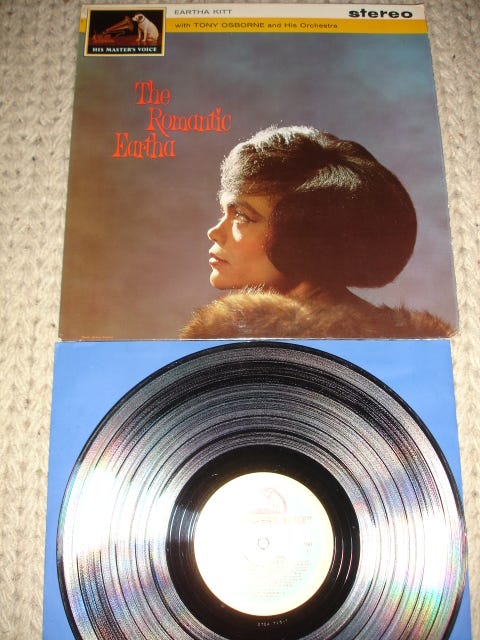 EARTHA KITT
stereo
with TONY OSBORNE and His Orchestra
HIS MASTER'S VOICE
The
Romantic
Eartha